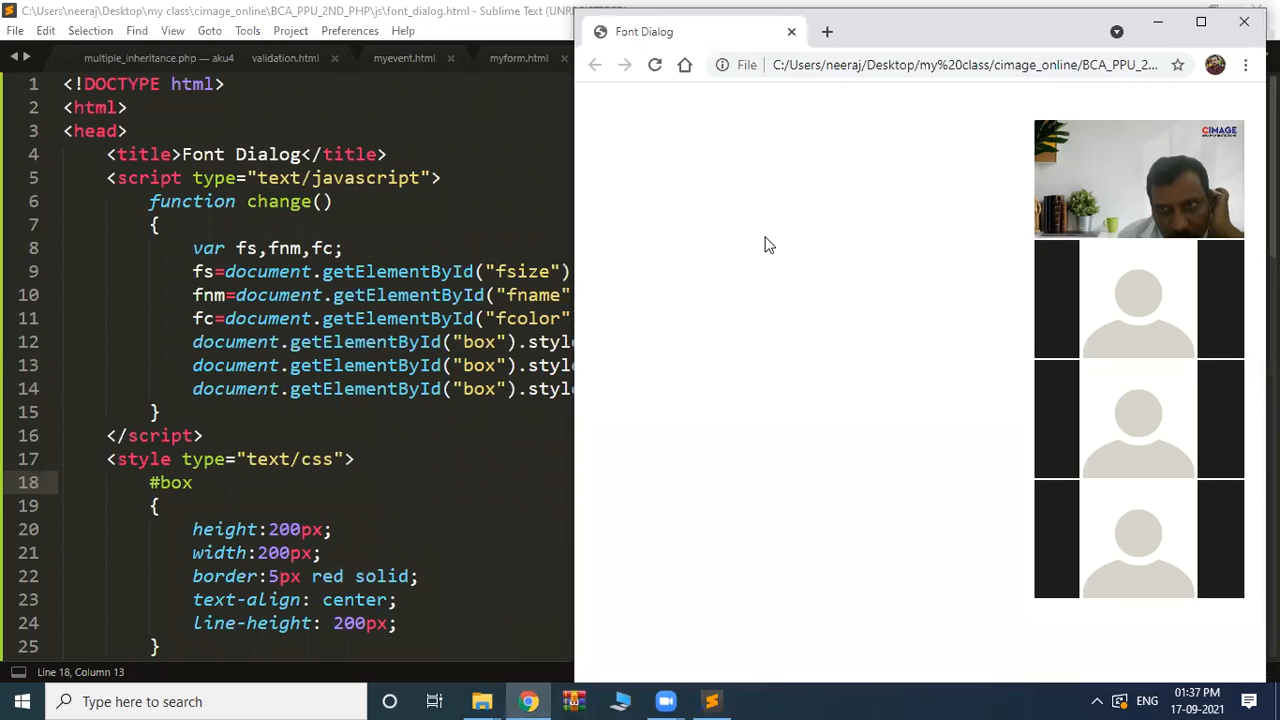 C:\Users\neeraj\Desktop\my class\cimage_online\BCA_PPU_2ND_PHP\js\font_dialog.html - Sublime Text (UNRE
File Edit Selection Find View Goto Tools Project Preferences Help
multiple_inheritance.php — aku4 validation.html × myevent.html × myform.html ×
1 <!DOCTYPE html>
2 <html>
3 <head>
4 <title>Font Dialog</title>
5 <script type="text/javascript">
6 function change()
7 {
8 var fs,fnm,fc;
9 fs=document.getElementById("fsize")
10 fnm=document.getElementById("fname"
11 fc=document.getElementById("fcolor"
12 document.getElementById("box").style
13 document.getElementById("box").style
14 document.getElementById("box").style
15 }
16 </script>
17 <style type="text/css">
18 #box
19 {
20 height:200px;
21 width:200px;
22 border:5px red solid;
23 text-align: center;
24 line-height: 200px;
25 }
Line 18, Column 13
Font Dialog
File C:/Users/neeraj/Desktop/my%20class/cimage_online/BCA_PPU_2...
CIMAGE
Type here to search
ENG
01:37 PM
17-09-2021